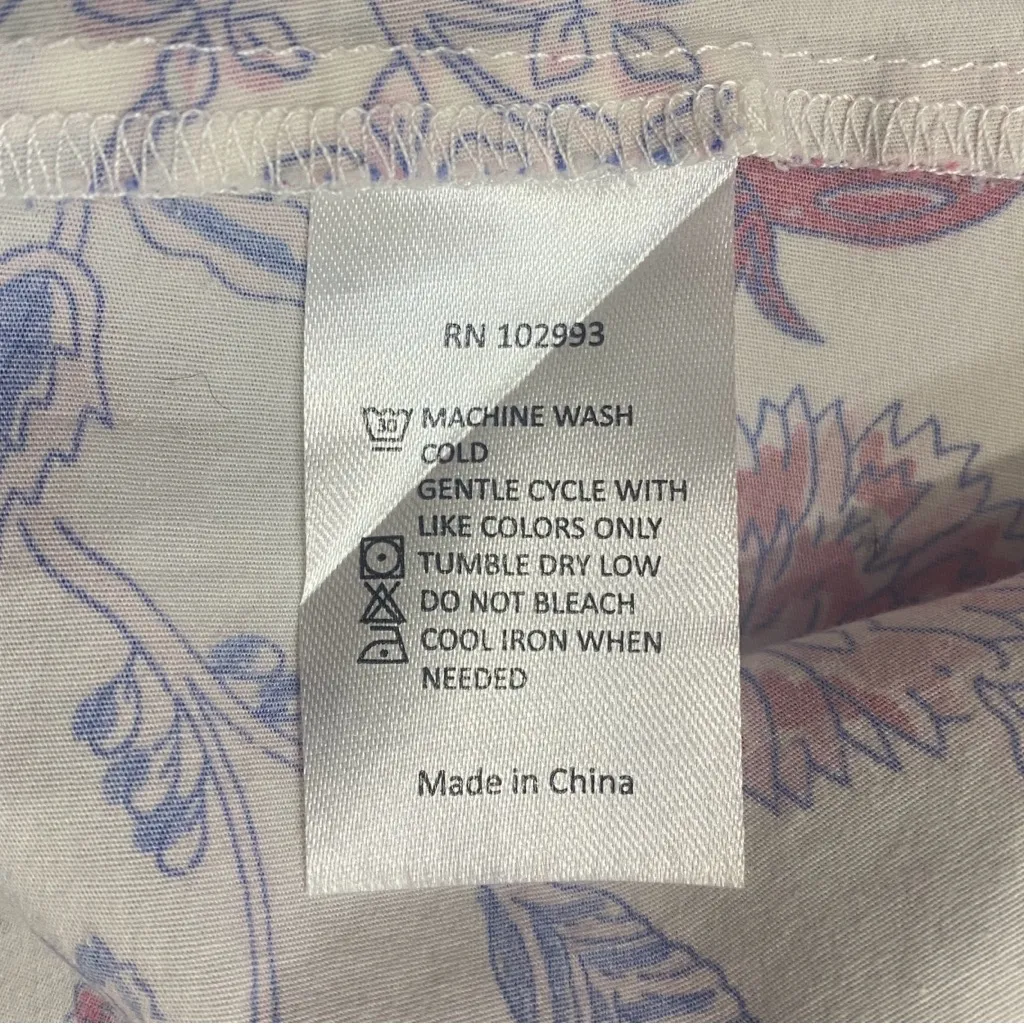 RN 102993
30
MACHINE WASH
COLD
GENTLE CYCLE WITH
LIKE COLORS ONLY
TUMBLE DRY LOW
DO NOT BLEACH
COOL IRON WHEN
NEEDED
Made in China